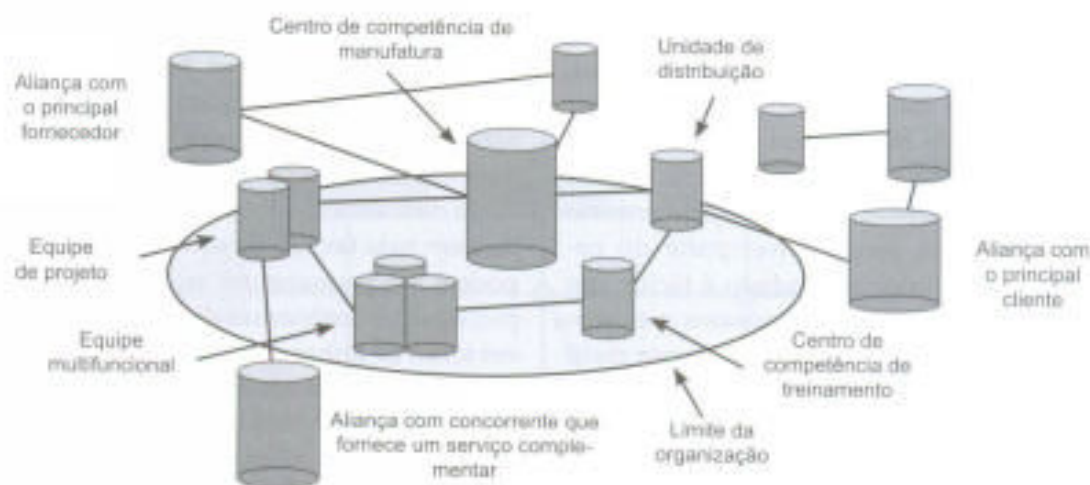 Centro de competência de
manufatura
Unidade de
distribuição
Aliança com
o principal
fornecedor
Equipe
de projeto
Aliança com
o principal
cliente
Equipe
multifuncional
Centro de
competência de
treinamento
Aliança com concorrente que
fornece um serviço comple-
mentar
Limite da
organização